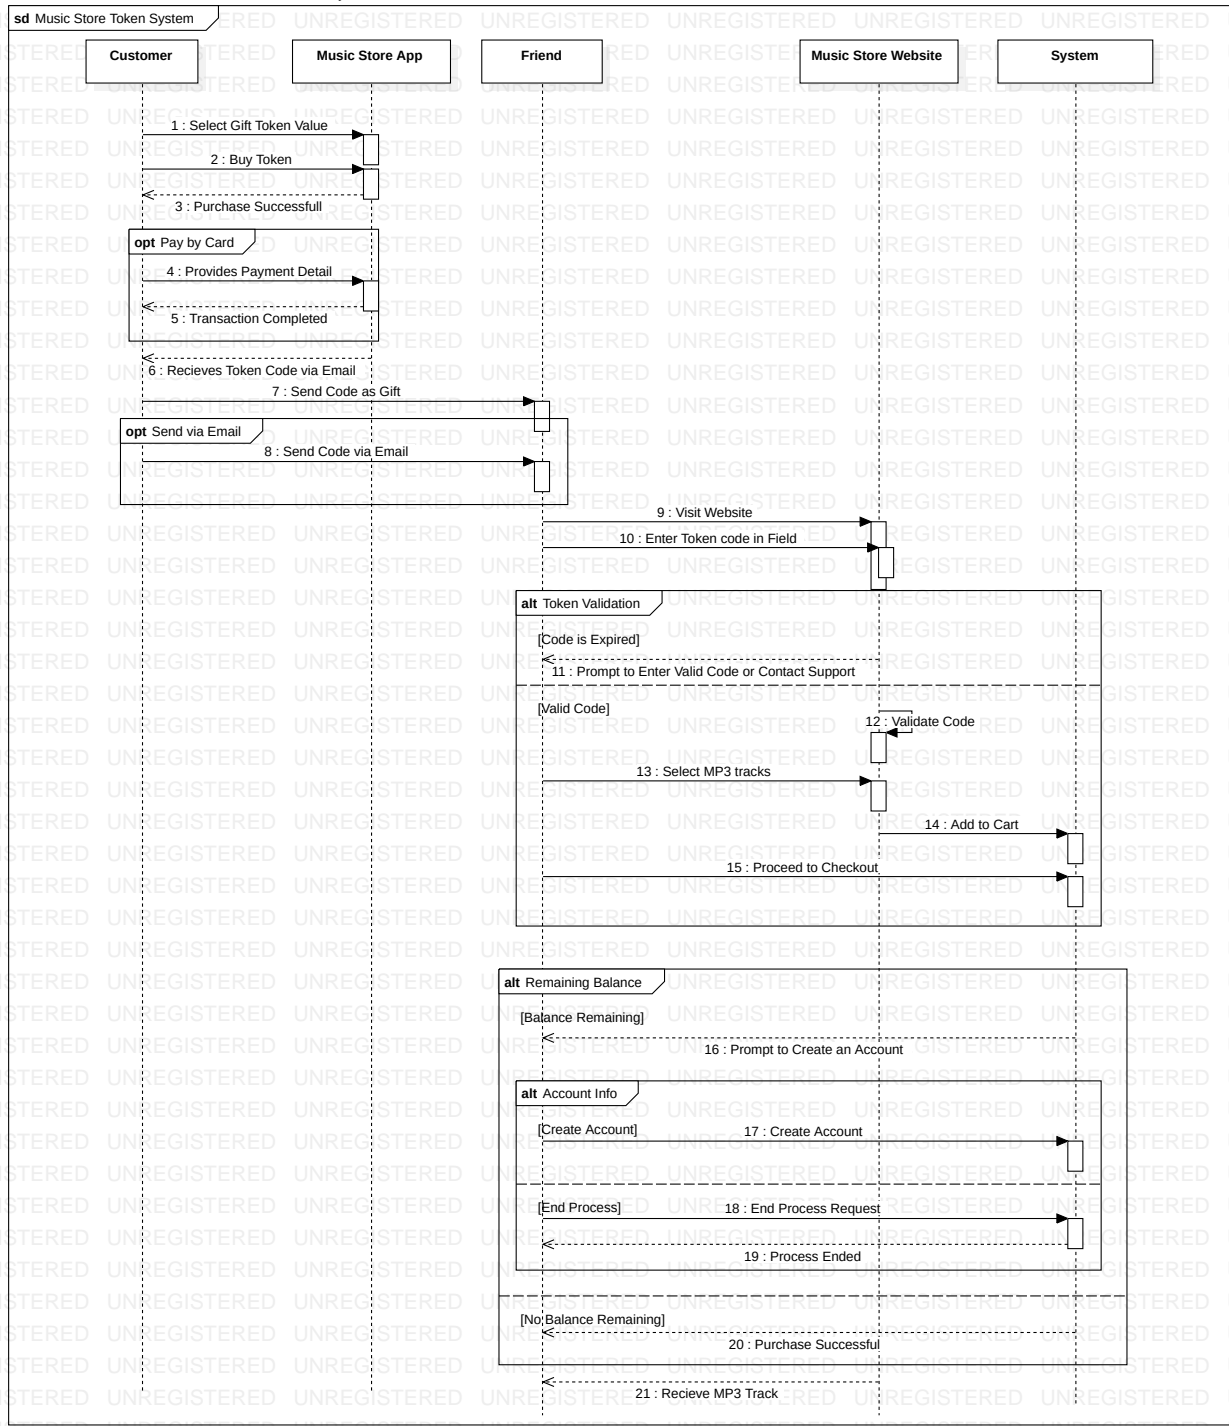 sd Music Store Token System
Customer
Music Store App
Friend
Music Store Website
System
1 : Select Gift Token Value
2 : Buy Token
3 : Purchase Successfull
opt Pay by Card
4 : Provides Payment Detail
5 : Transaction Completed
6 : Recieves Token Code via Email
7 : Send Code as Gift
opt Send via Email
8 : Send Code via Email
9 : Visit Website
10 : Enter Token code in Field
alt Token Validation
[Code is Expired]
11 : Prompt to Enter Valid Code or Contact Support
[Valid Code]
12 : Validate Code
13 : Select MP3 tracks
14 : Add to Cart
15 : Proceed to Checkout
alt Remaining Balance
[Balance Remaining]
16 : Prompt to Create an Account
alt Account Info
[Create Account]
17 : Create Account
[End Process]
18 : End Process Request
19 : Process Ended
[No Balance Remaining]
20 : Purchase Successful
21 : Recieve MP3 Track
UNREGISTERED